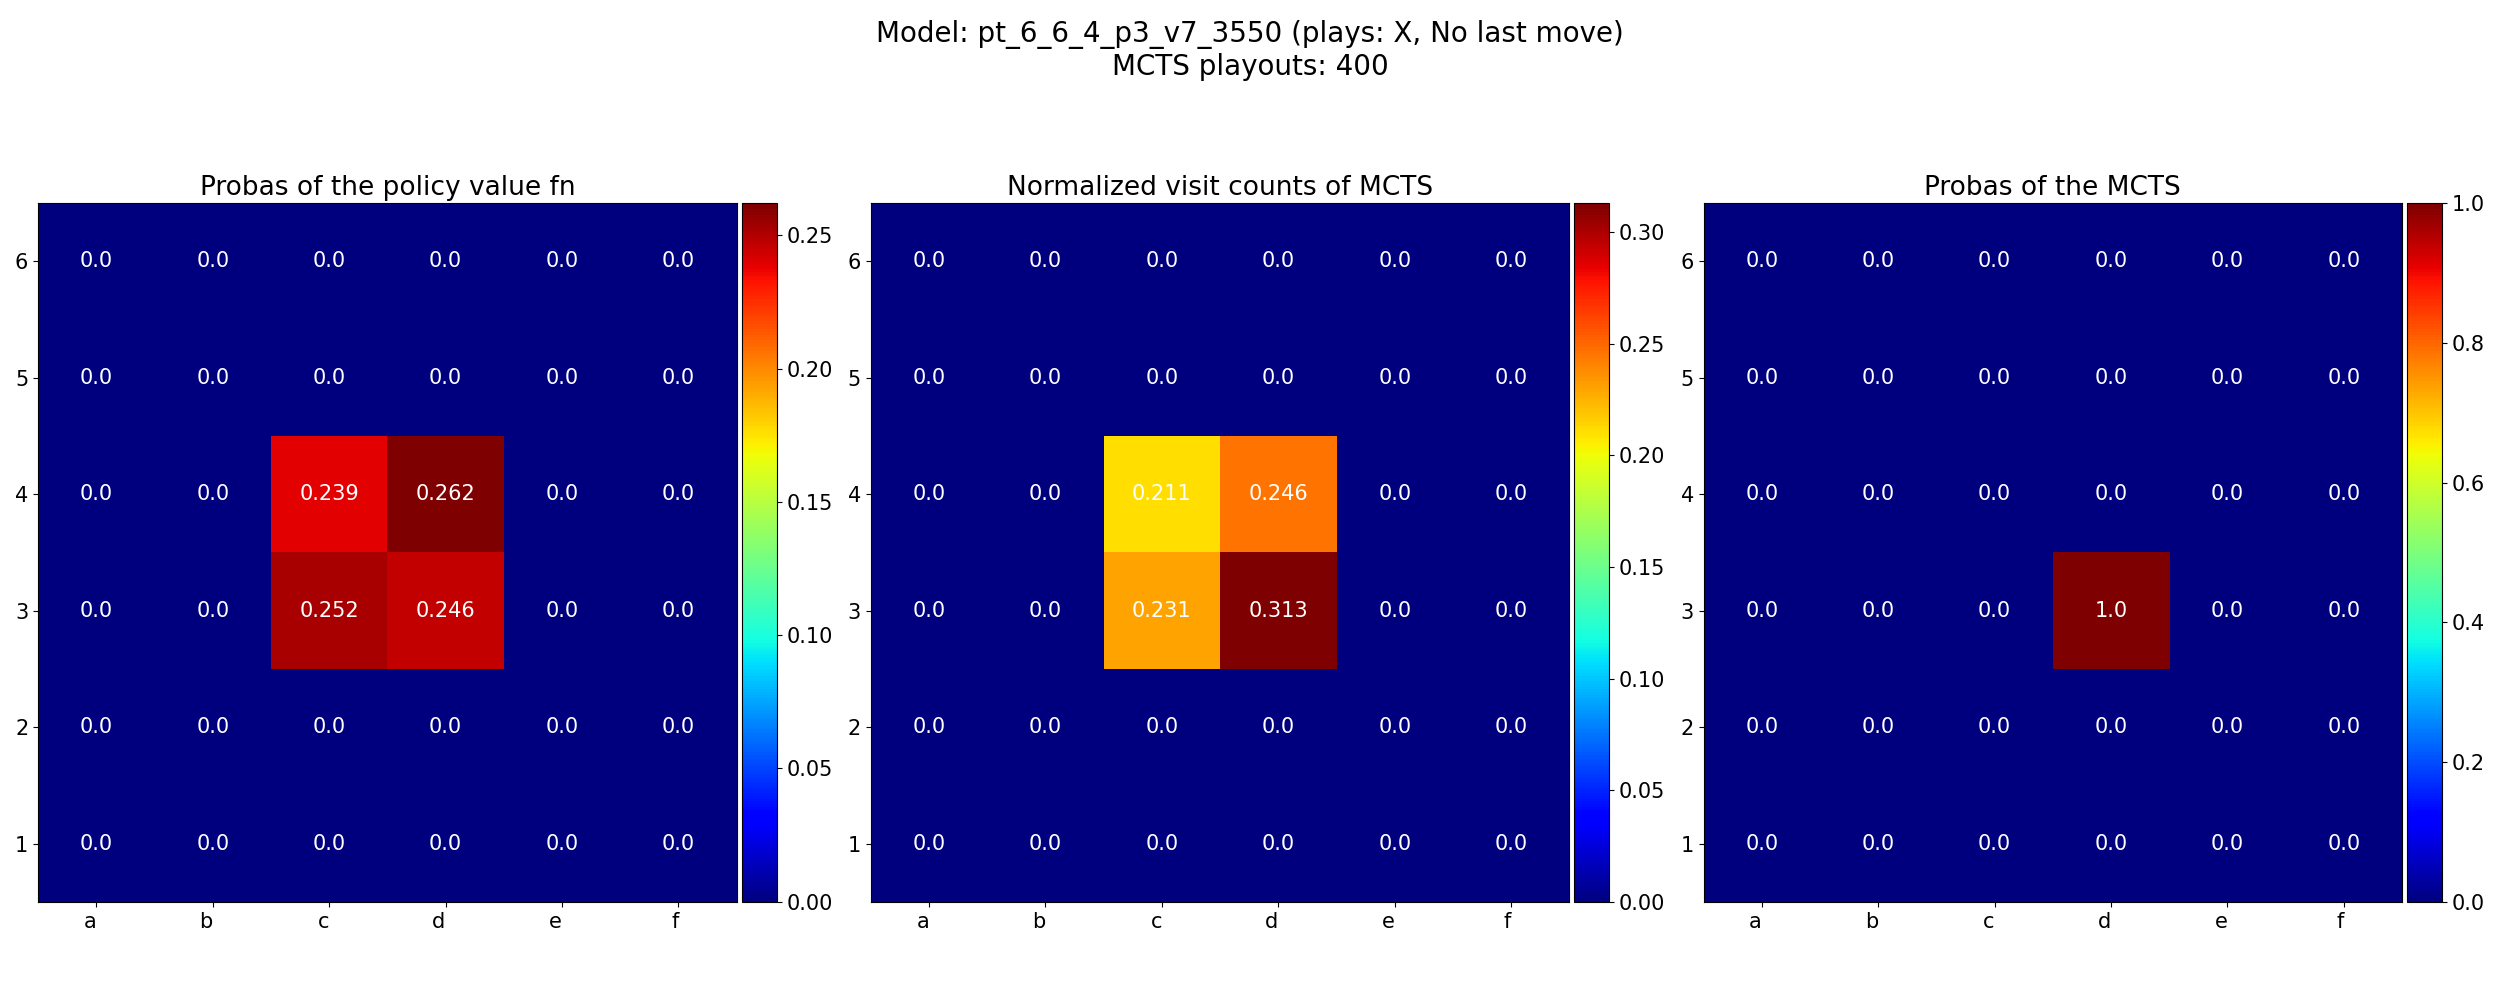 Model: pt_6_6_4_p3_v7_3550 (plays: X, No last move)
MCTS playouts: 400
Probas of the policy value fn
6 0.0 0.0 0.0 0.0 0.0 0.0
5 0.0 0.0 0.0 0.0 0.0 0.0
4 0.0 0.0 0.239 0.262 0.0 0.0
3 0.0 0.0 0.252 0.246 0.0 0.0
2 0.0 0.0 0.0 0.0 0.0 0.0
1 0.0 0.0 0.0 0.0 0.0 0.0
a b c d e f
0.25
0.20
0.15
0.10
0.05
0.00
Normalized visit counts of MCTS
6 0.0 0.0 0.0 0.0 0.0 0.0
5 0.0 0.0 0.0 0.0 0.0 0.0
4 0.0 0.0 0.211 0.246 0.0 0.0
3 0.0 0.0 0.231 0.313 0.0 0.0
2 0.0 0.0 0.0 0.0 0.0 0.0
1 0.0 0.0 0.0 0.0 0.0 0.0
a b c d e f
0.30
0.25
0.20
0.15
0.10
0.05
0.00
Probas of the MCTS
6 0.0 0.0 0.0 0.0 0.0 0.0
5 0.0 0.0 0.0 0.0 0.0 0.0
4 0.0 0.0 0.0 0.0 0.0 0.0
3 0.0 0.0 0.0 1.0 0.0 0.0
2 0.0 0.0 0.0 0.0 0.0 0.0
1 0.0 0.0 0.0 0.0 0.0 0.0
a b c d e f
1.0
0.8
0.6
0.4
0.2
0.0